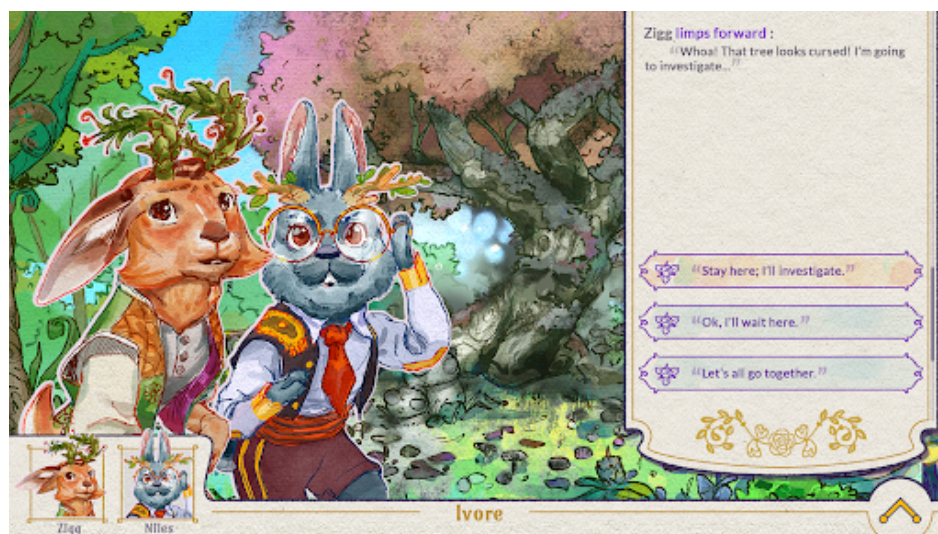 Zigg limps forward :
“Whoa! That tree looks cursed! I'm going
to investigate...”
“Stay here; I'll investigate.”
“Ok, I'll wait here.”
“Let's all go together.”
Zigg
Niles
Ivore